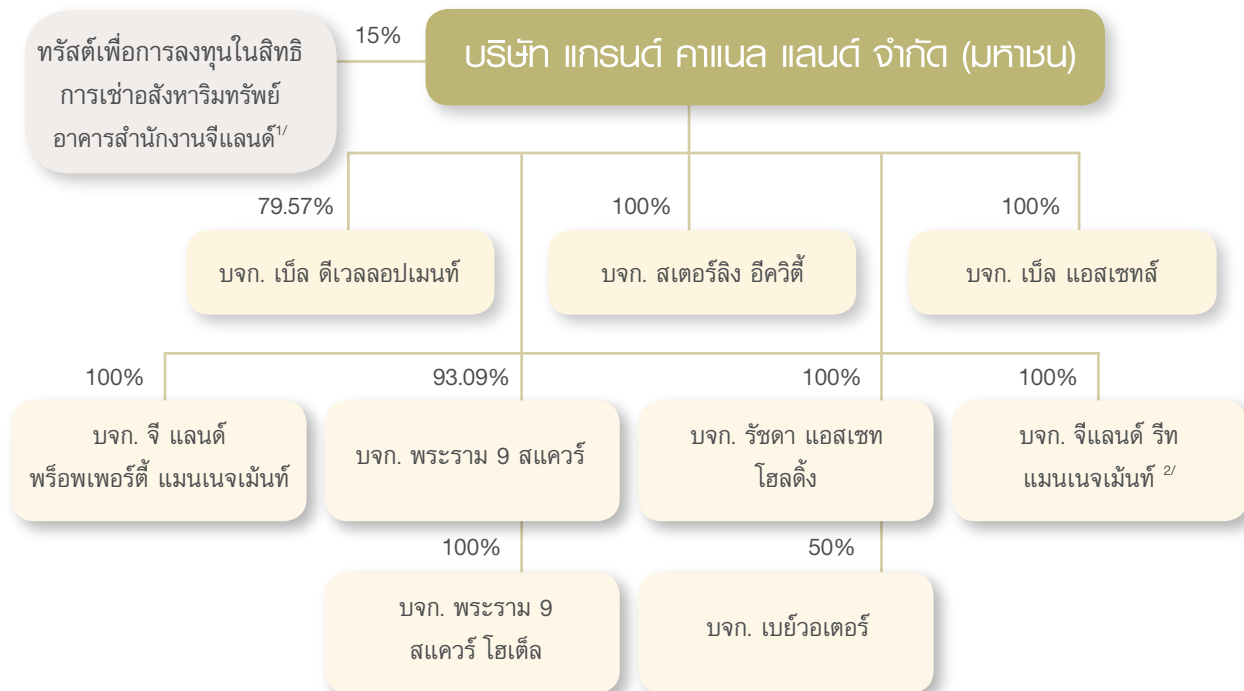 ทรัสต์เพื่อการลงทุนในสิทธิ
การเช่าอสังหาริมทรัพย์
อาคารสำนักงานจีแลนด์ 1/
15%
บริษัท แกรนด์ คาแนล แลนด์ จำกัด (มหาชน)
79.57%
100%
100%
บจก. เบ็ล ดีเวลลอปเมนท์
บจก. สเตอร์ลิง อีควิตี้
บจก. เบ็ล แอสเซทส์
100%
93.09%
100%
100%
บจก. จี แลนด์
พร็อพเพอร์ตี้ แมนเนจเม้นท์
บจก. พระราม 9 สแควร์
บจก. รัชดา แอสเซท
โฮลดิ้ง
บจก. จีแลนด์ รีท
แมนเนจเม้นท์ 2/
100%
50%
บจก. พระราม 9
สแควร์ โฮเต็ล
บจก. เบย์วอเตอร์